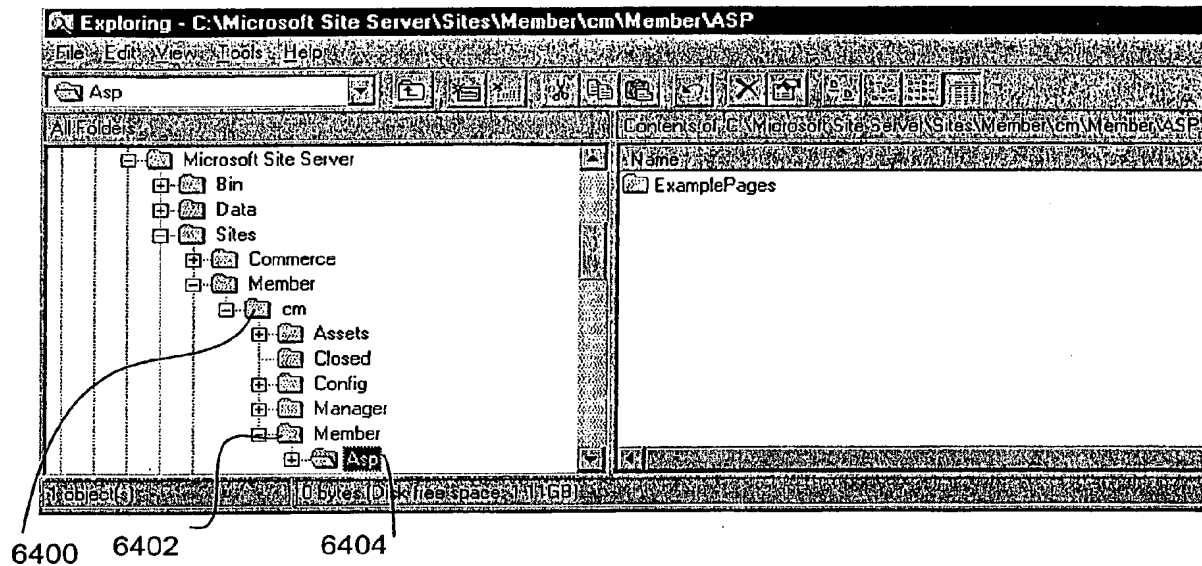 Exploring - C:\Microsoft Site Server\Sites\Member\cm\Member\ASP
File Edit View Tools Help
Asp
All Folders
Contents of 'C:\Microsoft Site Server\Sites\Member\cm\Member\ASP
Name
Microsoft Site Server
Bin
Data
Sites
Commerce
Member
cm
Assets
Closed
Config
Manager
Member
Asp
ExamplePages
1 object(s)
0 bytes (Disk free space: 1.11GB)
6400 6402 6404